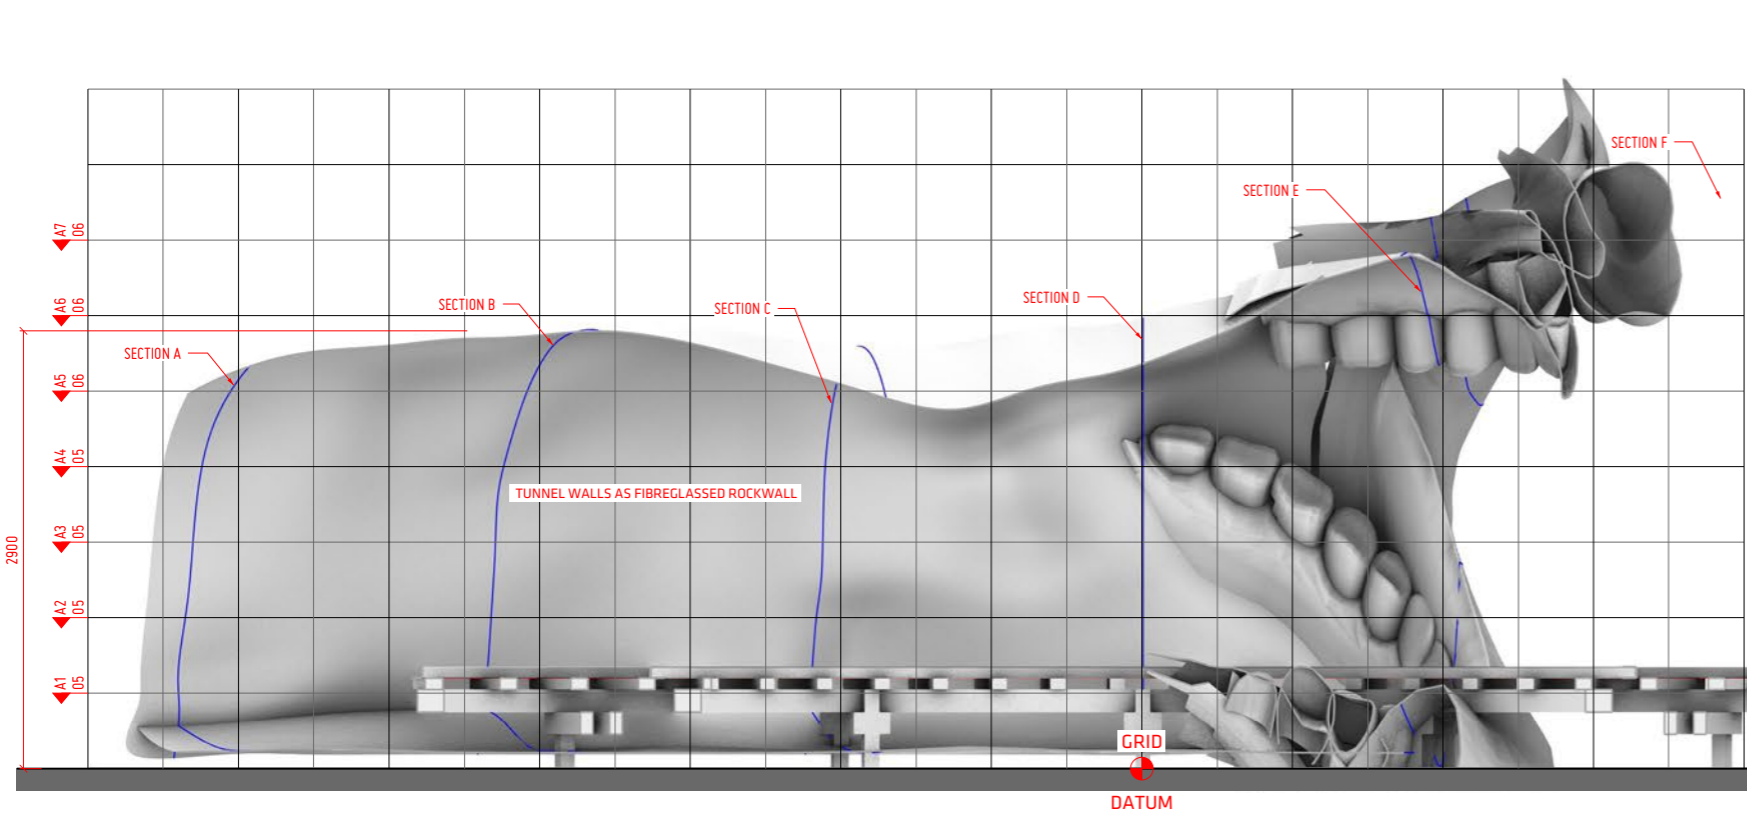 SECTION F
SECTION E
A7
06
SECTION D
A6
06
SECTION B
SECTION C
SECTION A
A5
06
A4
05
TUNNEL WALLS AS FIBREGLASSED ROCKWALL
A3
05
2900
A2
05
A1
05
GRID
DATUM